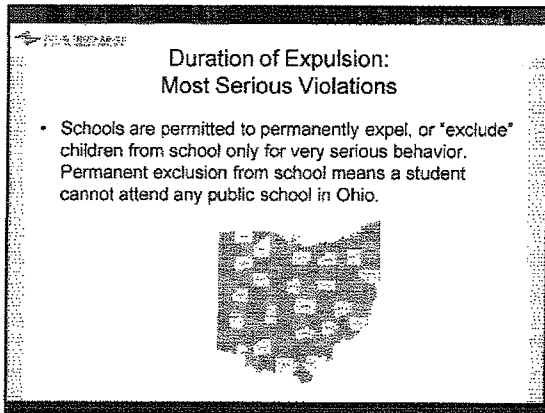 Duration of Expulsion:
Most Serious Violations
• Schools are permitted to permanently expel, or "exclude"
children from school only for very serious behavior.
Permanent exclusion from school means a student
cannot attend any public school in Ohio.